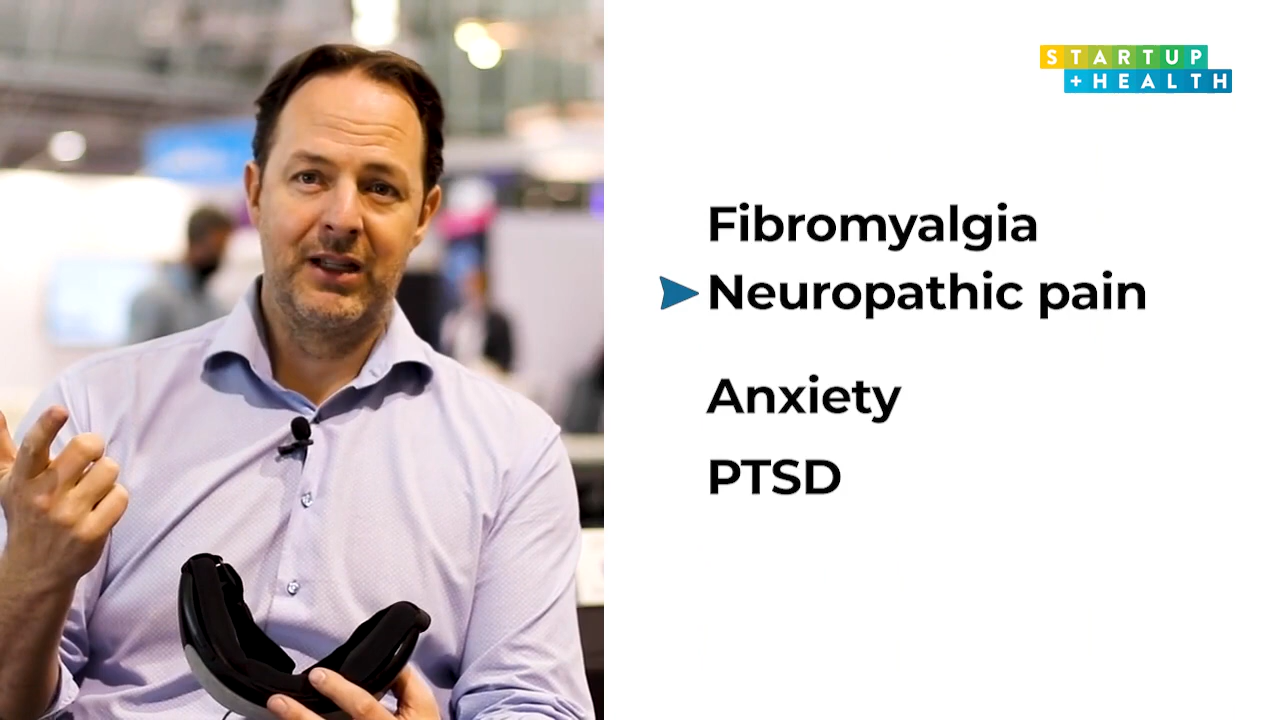 STARTUP
+HEALTH
Fibromyalgia
Neuropathic pain
Anxiety
PTSD